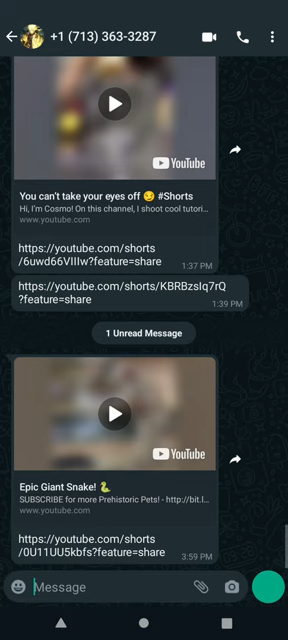 +1 (713) 363-3287
YouTube
You can't take your eyes off 😏 #Shorts
Hi, I'm Cosmo! On this channel, I shoot cool tutori...
www.youtube.com
https://youtube.com/shorts
/6uwd66VIIIw?feature=share
1:37 PM
https://youtube.com/shorts/KBRBzsIq7rQ
?feature=share
1:39 PM
1 Unread Message
YouTube
Epic Giant Snake! 🐍
SUBSCRIBE for more Prehistoric Pets! - http://bit.l...
www.youtube.com
https://youtube.com/shorts
/0U11UU5kbfs?feature=share
3:59 PM
Message